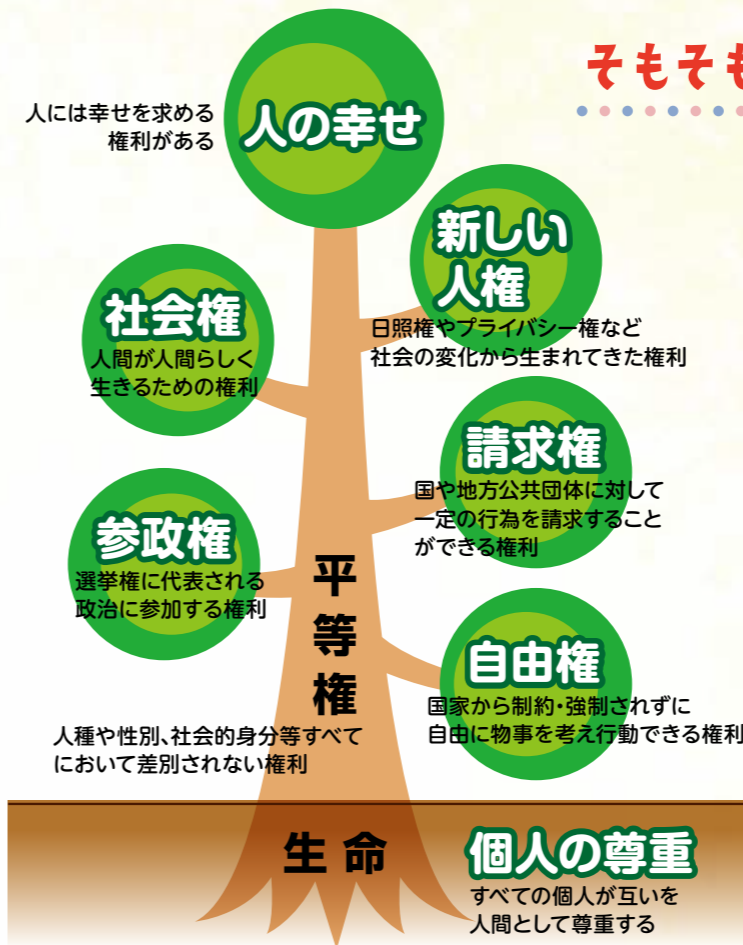 そもそも
人の幸せ
人には幸せを求める
権利がある
新しい
人権
日照権やプライバシー権など
社会の変化から生まれてきた権利
社会権
人間が人間らしく
生きるための権利
請求権
国や地方公共団体に対して
一定の行為を請求すること
ができる権利
参政権
選挙権に代表される
政治に参加する権利
平等権
人種や性別、社会的身分等すべて
において差別されない権利
自由権
国家から制約・強制されずに
自由に物事を考え行動できる権利
生命
個人の尊重
すべての個人が互いを
人間として尊重する